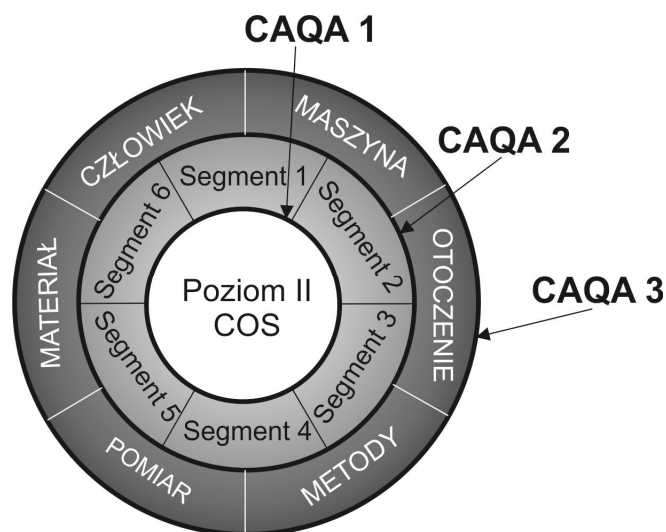 CAQA 1
CAQA 2
CAQA 3
CZŁOWIEK
MASZYNA
OTOCZENIE
METODY
POMIAR
MATERIAŁ
Segment 1
Segment 2
Segment 3
Segment 4
Segment 5
Segment 6
Poziom II
COS